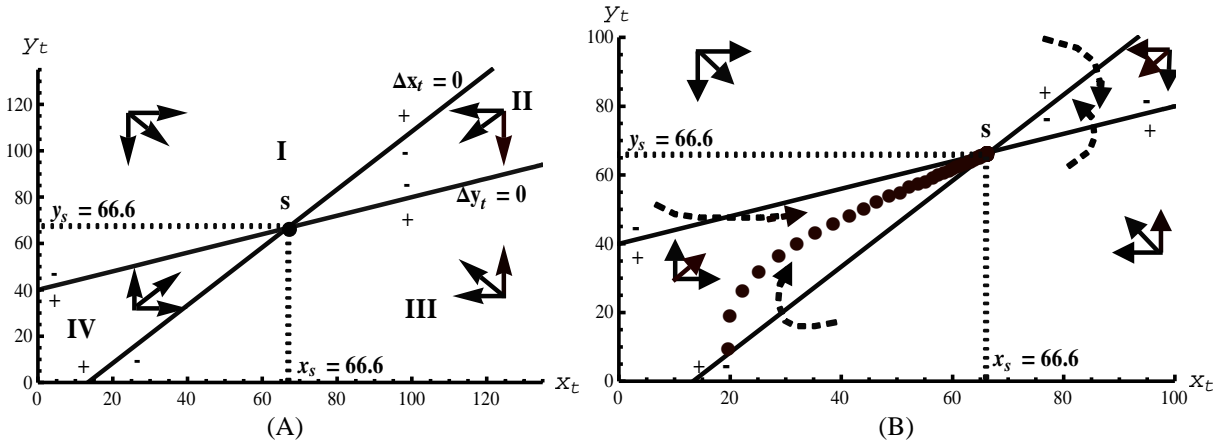 y_t
120
100
80
60
40
20
0
Δx_t = 0
+
-
II
I
s
-
+
Δy_t = 0
y_s = 66.6
-
+
IV
III
+
-
x_s = 66.6
0
20
40
60
80
100
120
x_t
(A)
y_t
100
80
60
40
20
0
+
-
s
-
+
y_s = 66.6
-
+
+
-
x_s = 66.6
0
20
40
60
80
100
x_t
(B)